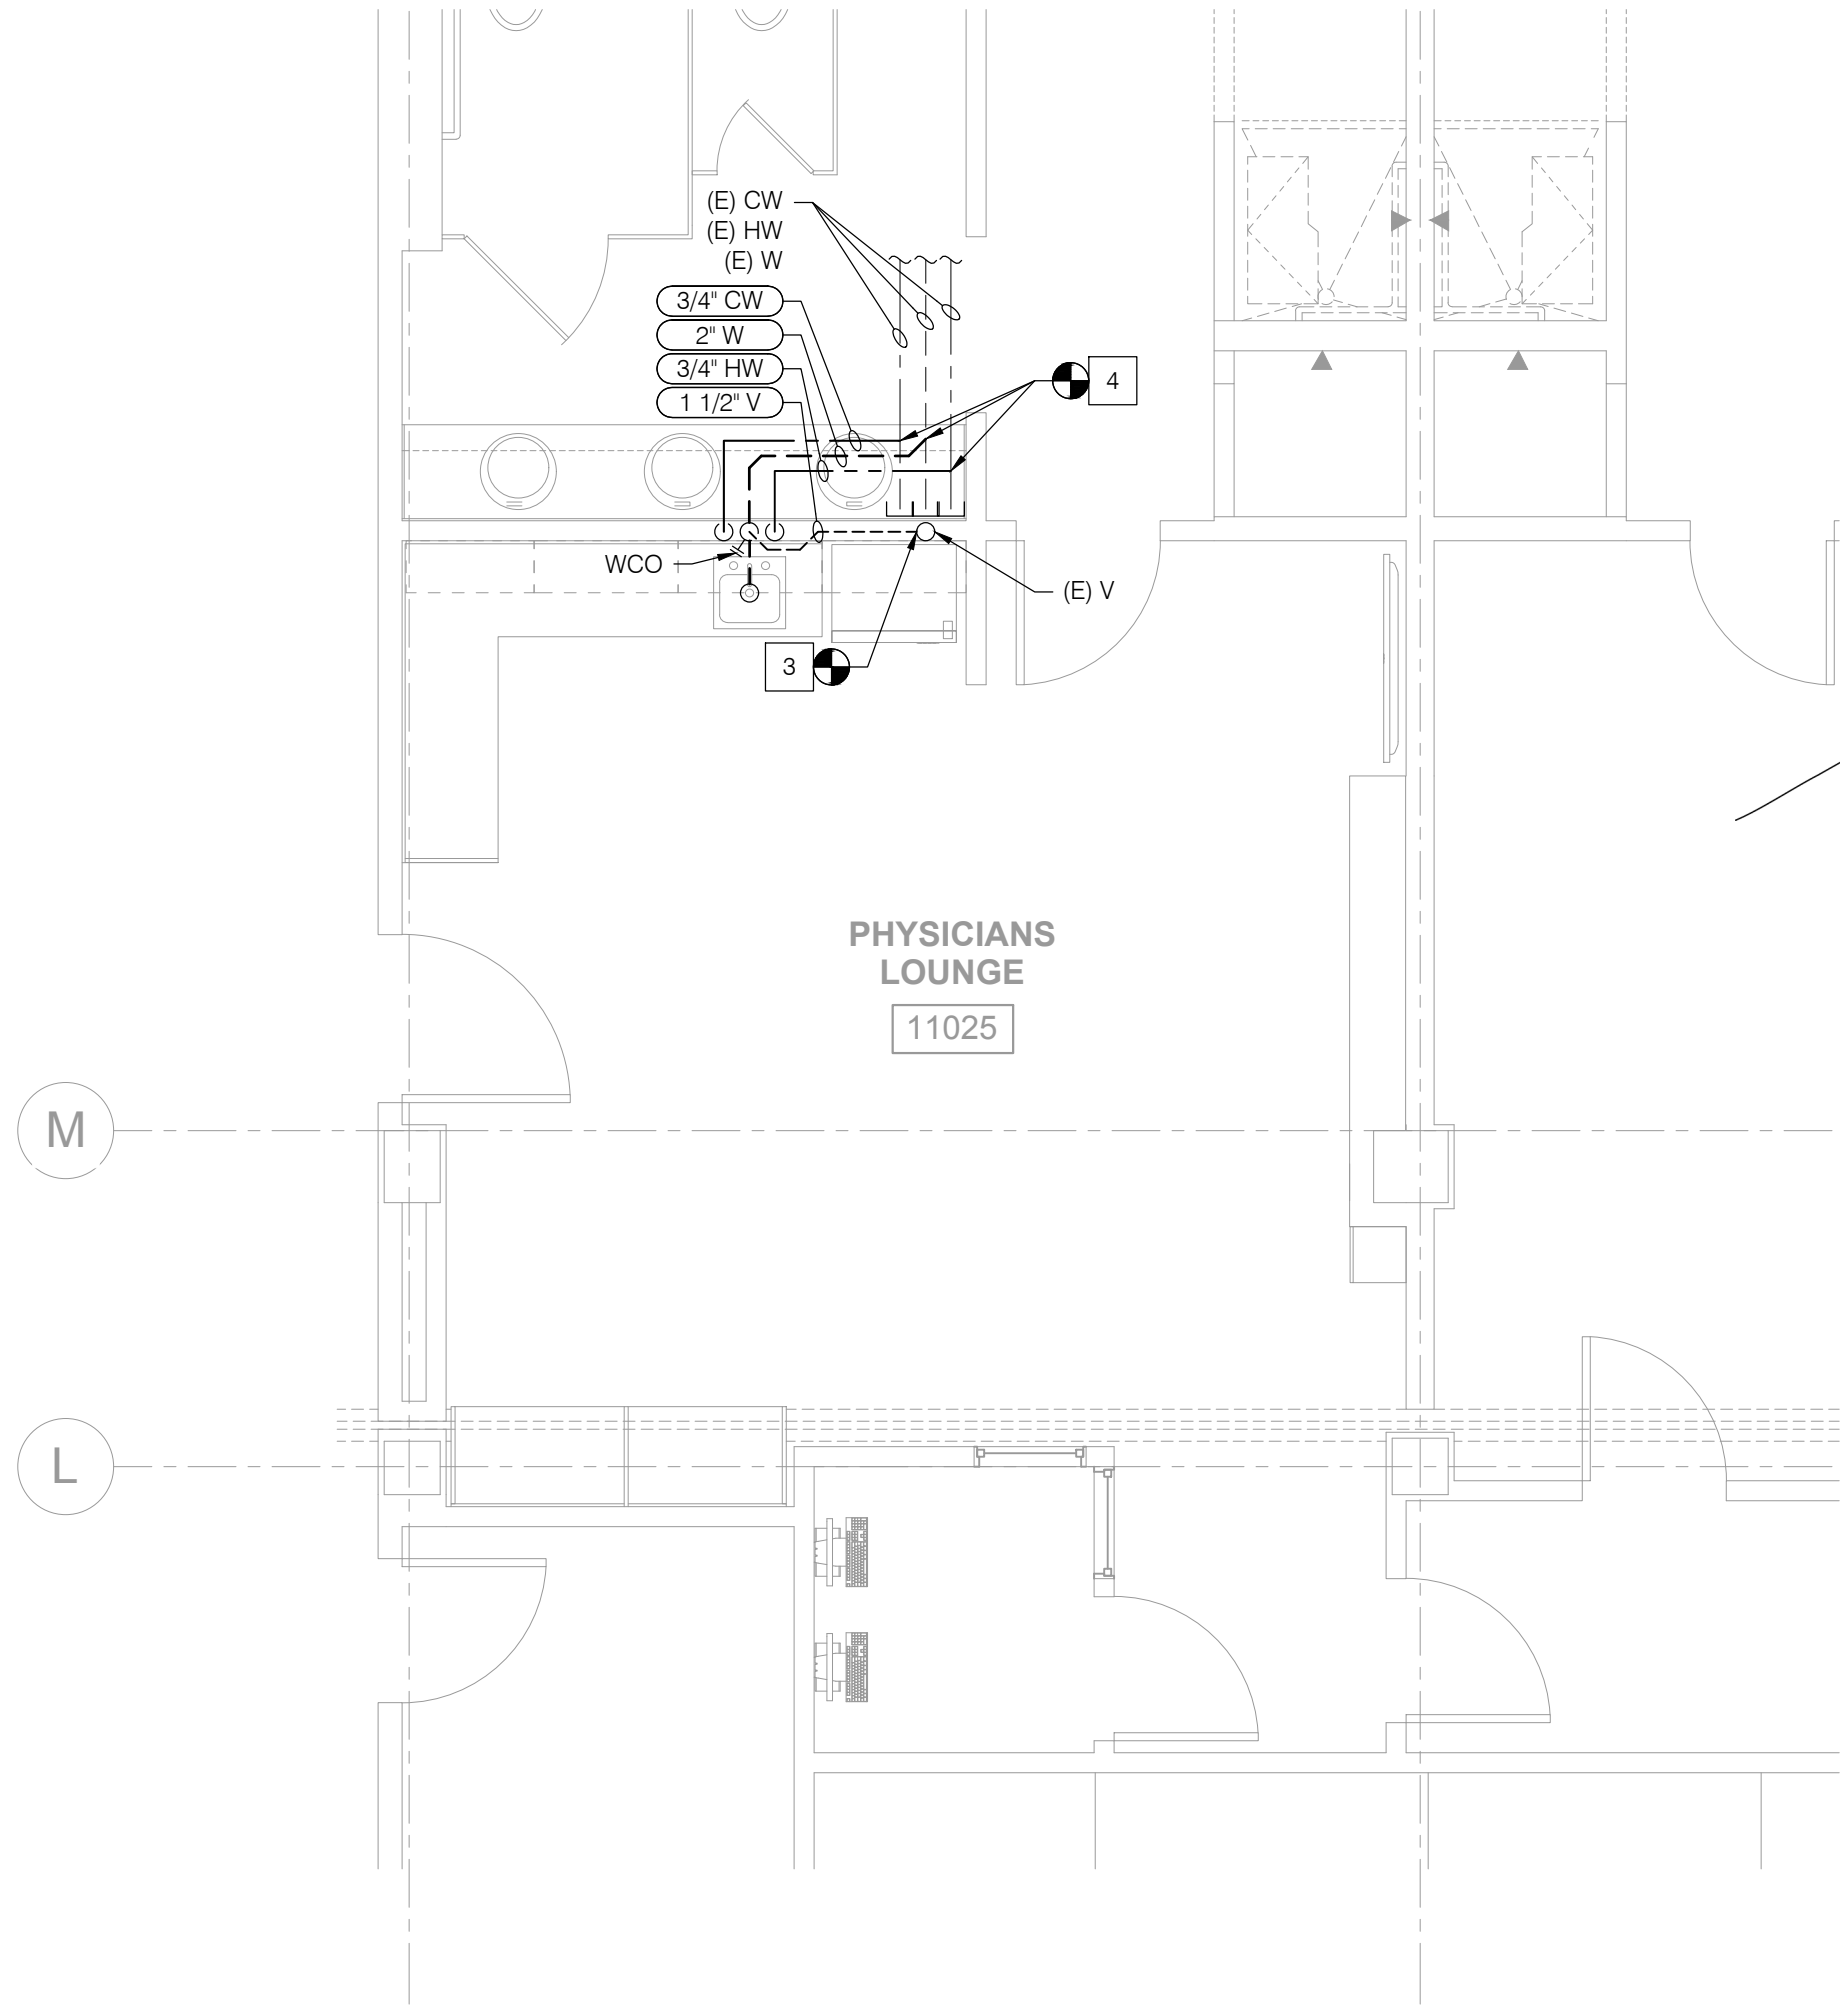 (E) CW
(E) HW
(E) W
3/4" CW
2" W
3/4" HW
1 1/2" V
4
WCO
(E) V
3
PHYSICIANS
LOUNGE
11025
M
L